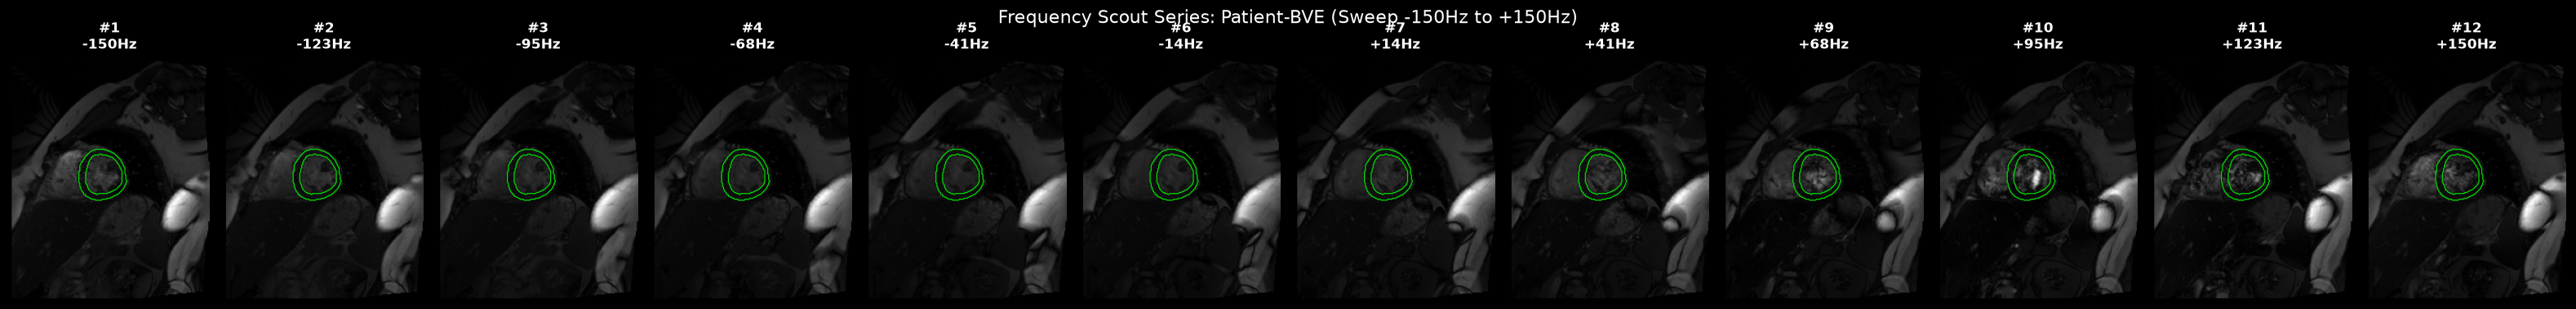 Frequency Scout Series: Patient-BVE (Sweep -150Hz to +150Hz)
#1
-150Hz
#2
-123Hz
#3
-95Hz
#4
-68Hz
#5
-41Hz
#6
-14Hz
#7
+14Hz
#8
+41Hz
#9
+68Hz
#10
+95Hz
#11
+123Hz
#12
+150Hz